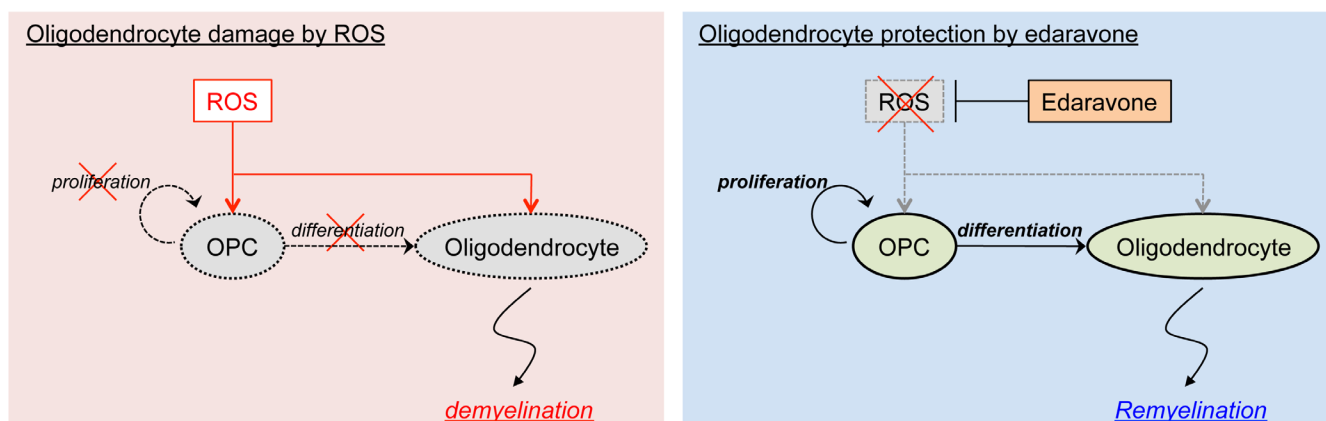 Oligodendrocyte damage by ROS
ROS
proliferation
OPC
differentiation
Oligodendrocyte
demyelination
Oligodendrocyte protection by edaravone
ROS
Edaravone
proliferation
OPC
differentiation
Oligodendrocyte
Remyelination